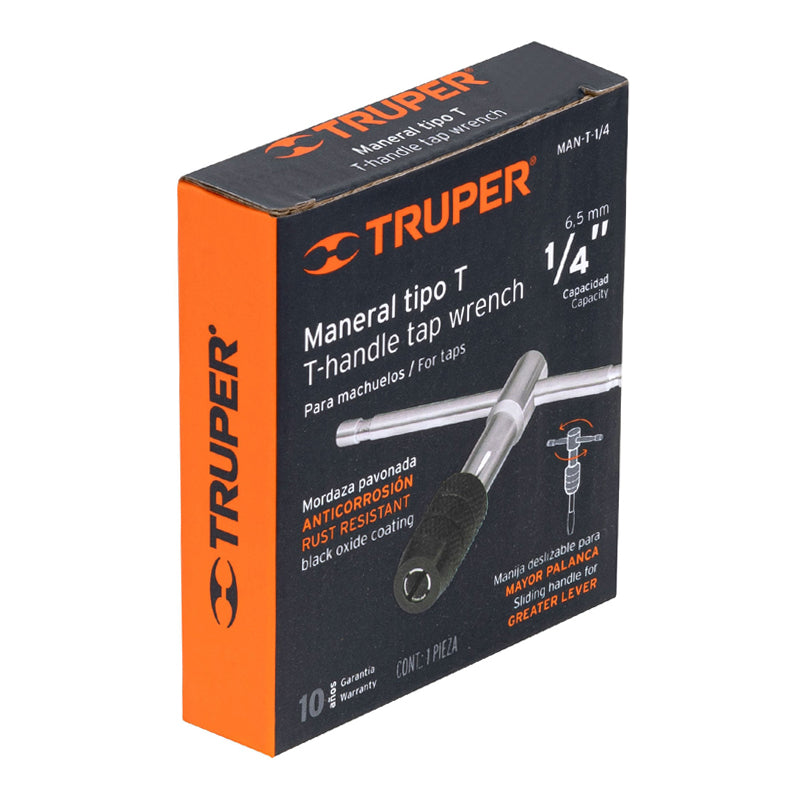 TRUPER
Maneral tipo T
T-handle tap wrench
MAN-T-1/4
TRUPER®
6,5 mm
1/4"
Capacidad
Capacity
Maneral tipo T
T-handle tap wrench
Para machuelos / For taps
Mordaza pavonada
ANTICORROSIÓN
RUST RESISTANT
black oxide coating
Manija deslizable para
MAYOR PALANCA
Sliding handle for
GREATER LEVER
10 años
Garantía
Warranty
CONT.: 1 PIEZA
TRUPER®